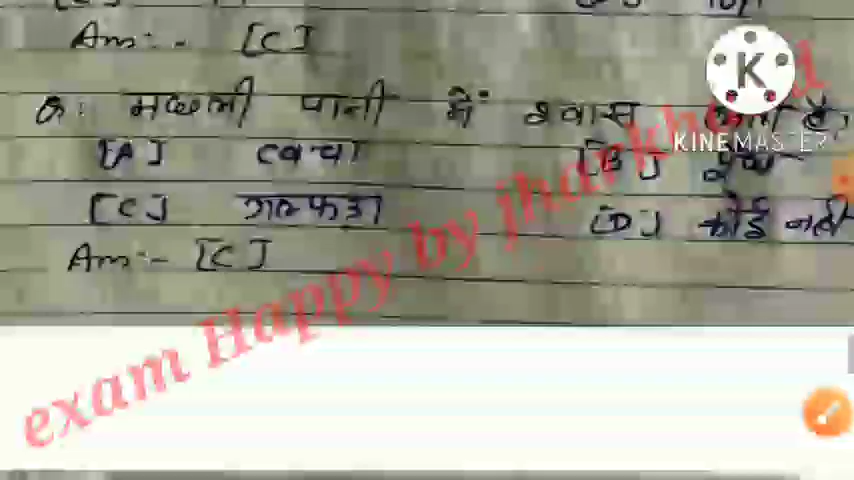 Ans:- [C]
मछली पानी में श्वास
[A] त्वचा [B]
[C] गलफड़ा [D] कोई नही
Ans:- [C]
K
KINEMASTER
exam Happy by jharkhand